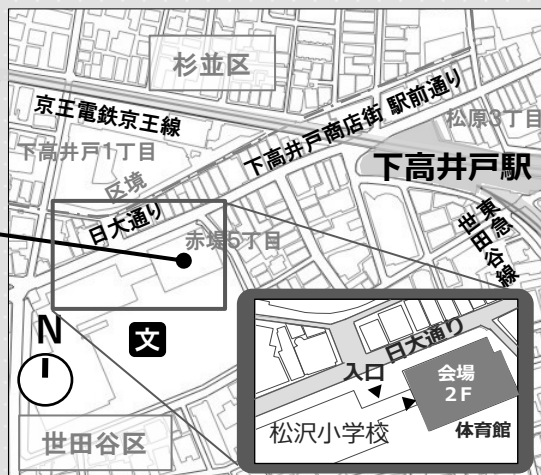 杉並区
京王電鉄京王線
下高井戸商店街 駅前通り
松原3丁目
下高井戸1丁目
下高井戸駅
区境
日大通り
赤堤5丁目
東急世田谷線
N
文
世田谷区
日大通り
入口
会場
2F
松沢小学校
体育館